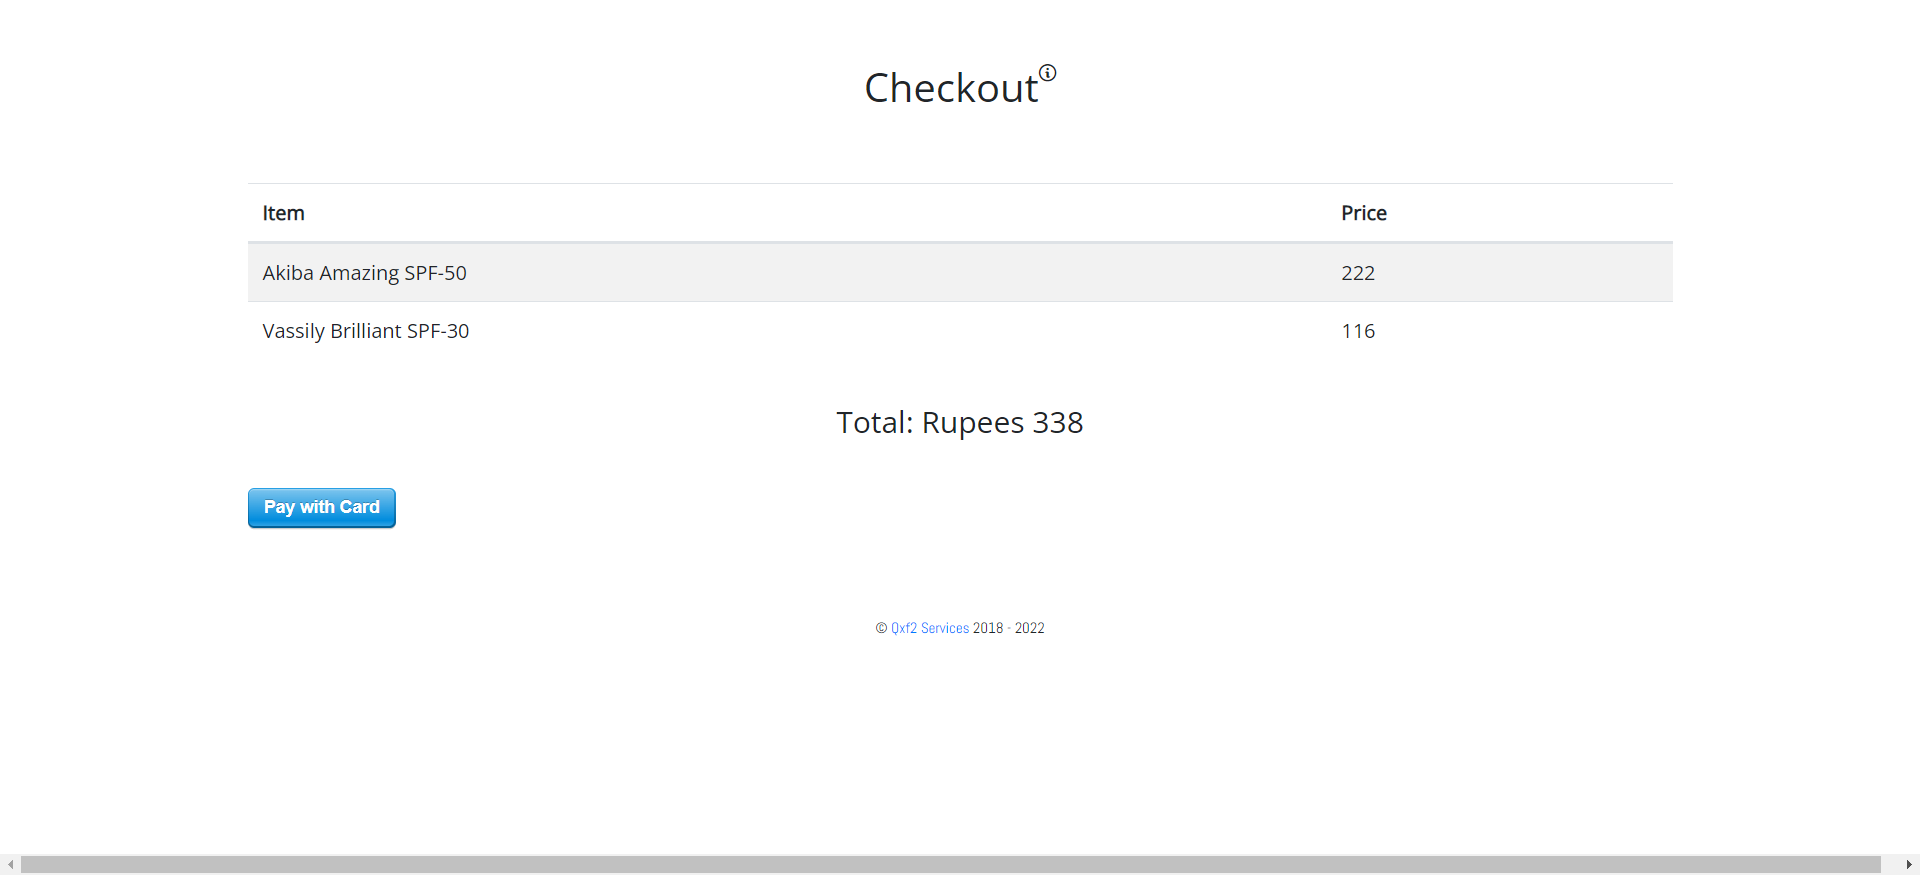 Checkout
Item Price
Akiba Amazing SPF-50 222
Vassily Brilliant SPF-30 116
Total: Rupees 338
Pay with Card
© Qxf2 Services 2018 - 2022